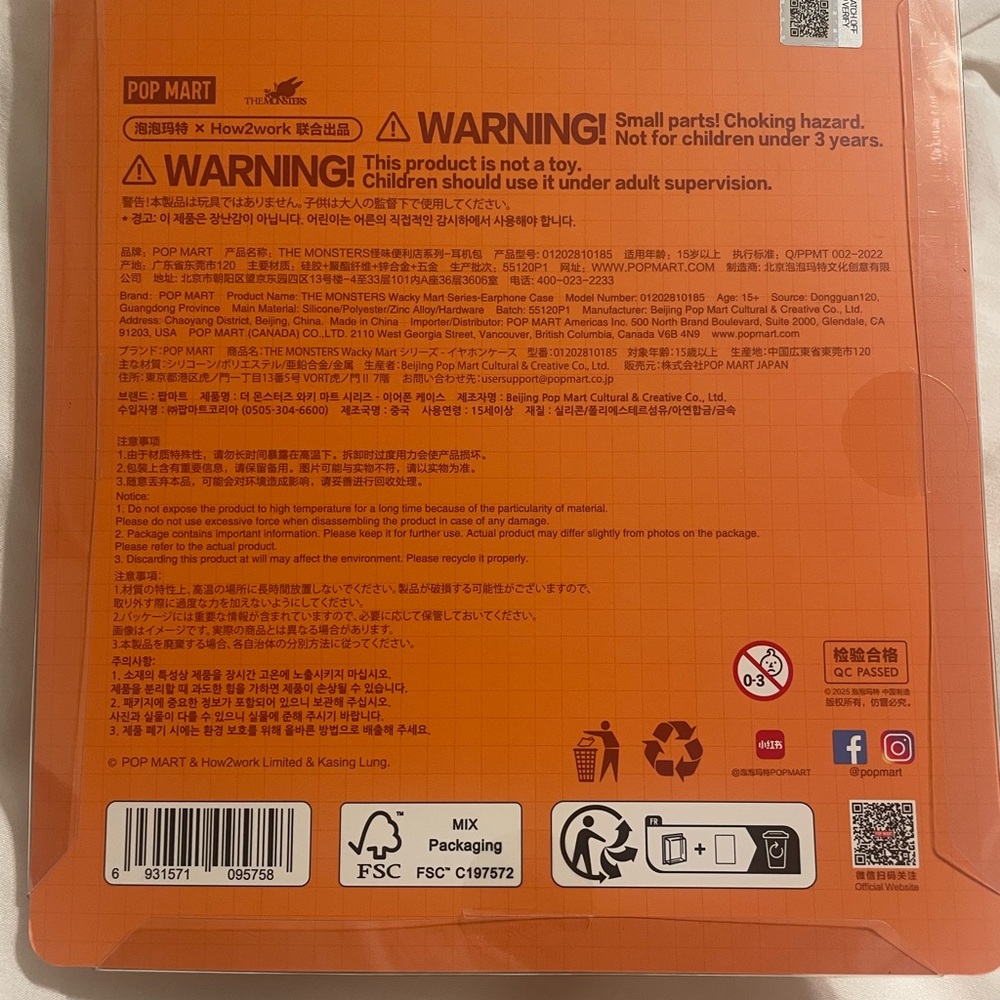 ATCH OFF
VERIFY
POP MART
THE MONSTERS
泡泡玛特 × How2work 联合出品
WARNING! Small parts! Choking hazard.
Not for children under 3 years.
WARNING! This product is not a toy.
Children should use it under adult supervision.
警告!本製品は玩具ではありません。子供は大人の監督下で使用してください。
* 경고: 이 제품은 장난감이 아닙니다. 어린이는 어른의 직접적인 감시하에서 사용해야 합니다.
品牌：POP MART 产品名称：THE MONSTERS怪味便利店系列-耳机包 产品型号: 01202810185 适用年龄：15岁以上 执行标准：Q/PPMT 002-2022
产地：广东省东莞市120 主要材质：硅胶+聚酯纤维+锌合金+五金 生产批次：55120P1 网址：WWW.POPMART.COM 制造商: 北京泡泡玛特文化创意有限
公司 地址: 北京市朝阳区望京东园四区13号楼-4至33层101内A座36层3606室 电话: 400-023-2233
Brand：POP MART Product Name: THE MONSTERS Wacky Mart Series-Earphone Case Model Number: 01202810185 Age: 15+ Source: Dongguan120,
Guangdong Province Main Material: Silicone/Polyester/Zinc Alloy/Hardware Batch: 55120P1 Manufacturer: Beijing Pop Mart Cultural & Creative Co., Ltd.
Address: Chaoyang District, Beijing, China. Made in China Importer/Distributor: POP MART Americas Inc. 500 North Brand Boulevard, Suite 2000, Glendale, CA
91203, USA POP MART (CANADA) CO.,LTD. 2110 West Georgia Street, Vancouver, British Columbia, Canada V6B 4N9 www.popmart.com
ブランド:POP MART 商品名:THE MONSTERS Wacky Mart シリーズ - イヤホンケース 型番:01202810185 対象年齢:15歳以上 生産地:中国広東省東莞市120
主な材質:シリコーン/ポリエステル/亜鉛合金/金属 生産者:Beijing Pop Mart Cultural & Creative Co., Ltd. 販売元:株式会社POP MART JAPAN
住所:東京都港区虎ノ門一丁目13番5号 VORT虎ノ門Ⅱ 7階 お問い合わせ先:usersupport@popmart.co.jp
브랜드 : 팝마트 제품명 : 더 몬스터즈 와키 마트 시리즈 - 이어폰 케이스 제조자명 : Beijing Pop Mart Cultural & Creative Co., Ltd.
수입자명 : ㈜팝마트코리아 (0505-304-6600) 제조국명 : 중국 사용연령 : 15세이상 재질 : 실리콘/폴리에스테르섬유/아연합금/금속
注意事项
1.由于材质特殊性，请勿长时间暴露在高温下。拆卸时过度用力会使产品损坏。
2.包装上含有重要信息，请保留备用。图片可能与实物不符，请以实物为准。
3.随意丢弃本品，可能会对环境造成影响，请妥善进行回收处理。
Notice:
1. Do not expose the product to high temperature for a long time because of the particularity of material.
Please do not use excessive force when disassembling the product in case of any damage.
2. Package contains important information. Please keep it for further use. Actual product may differ slightly from photos on the package.
Please refer to the actual product.
3. Discarding this product at will may affect the environment. Please recycle it properly.
注意事項:
1.材質の特性上、高温の場所に長時間放置しないでください。製品が破損する可能性がございますので、
取り外す際に過度な力を加えないようにしてください。
2.パッケージには重要な情報が含まれていますので、必要に応じて保管しておいてください。
画像はイメージです。実際の商品とは異なる場合があります。
3.本製品を廃棄する場合、各自治体の分別方法に従ってください。
주의사항:
1. 소재의 특성상 제품을 장시간 고온에 노출시키지 마십시오.
제품을 분리할 때 과도한 힘을 가하면 제품이 손상될 수 있습니다.
2. 패키지에 중요한 정보가 포함되어 있으니 보관해 주십시오.
사진과 실물이 다를 수 있으니 실물에 준해 주시기 바랍니다.
3. 제품 폐기 시에는 환경 보호를 위해 올바른 방법으로 배출해 주세요.
0-3
检验合格
QC PASSED
© 2025 泡泡玛特 中国制造
版权所有，仿冒必究。
© POP MART & How2work Limited & Kasing Lung.
小红书
@泡泡玛特POPMART
@popmart
6 931571 095758
FSC
MIX
Packaging
FSC™ C197572
FR
POP MART
微信扫码关注
Official Website